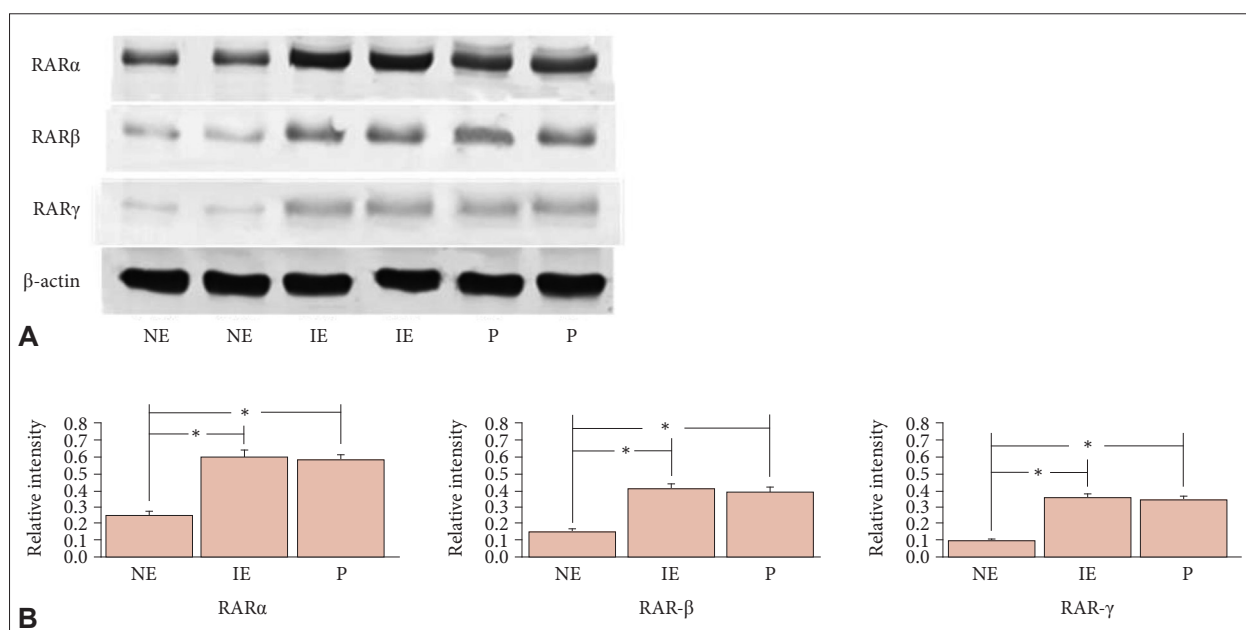 RARα
RARβ
RARγ
β-actin
A NE NE IE IE P P
Relative intensity
0.8
0.7
0.6
0.5
0.4
0.3
0.2
0.1
0.0
*
*
NE IE P
RARα
Relative intensity
0.8
0.7
0.6
0.5
0.4
0.3
0.2
0.1
0.0
*
*
NE IE P
RAR-β
Relative intensity
0.8
0.7
0.6
0.5
0.4
0.3
0.2
0.1
0.0
*
*
NE IE P
RAR-γ
B